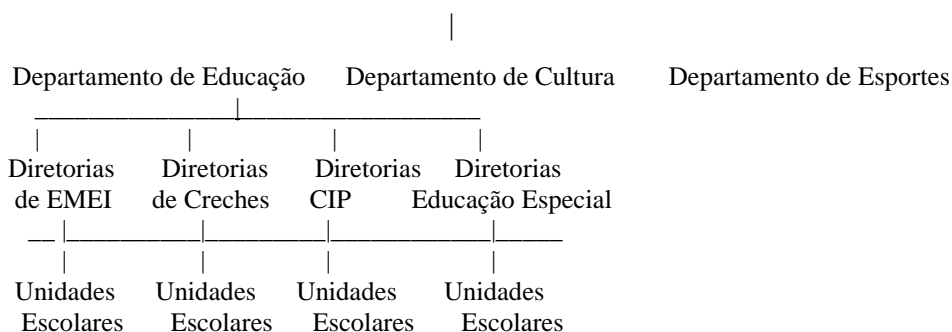 Departamento de Educação Departamento de Cultura Departamento de Esportes
Diretorias Diretorias Diretorias Diretorias
de EMEI de Creches CIP Educação Especial
Unidades Unidades Unidades Unidades
Escolares Escolares Escolares Escolares